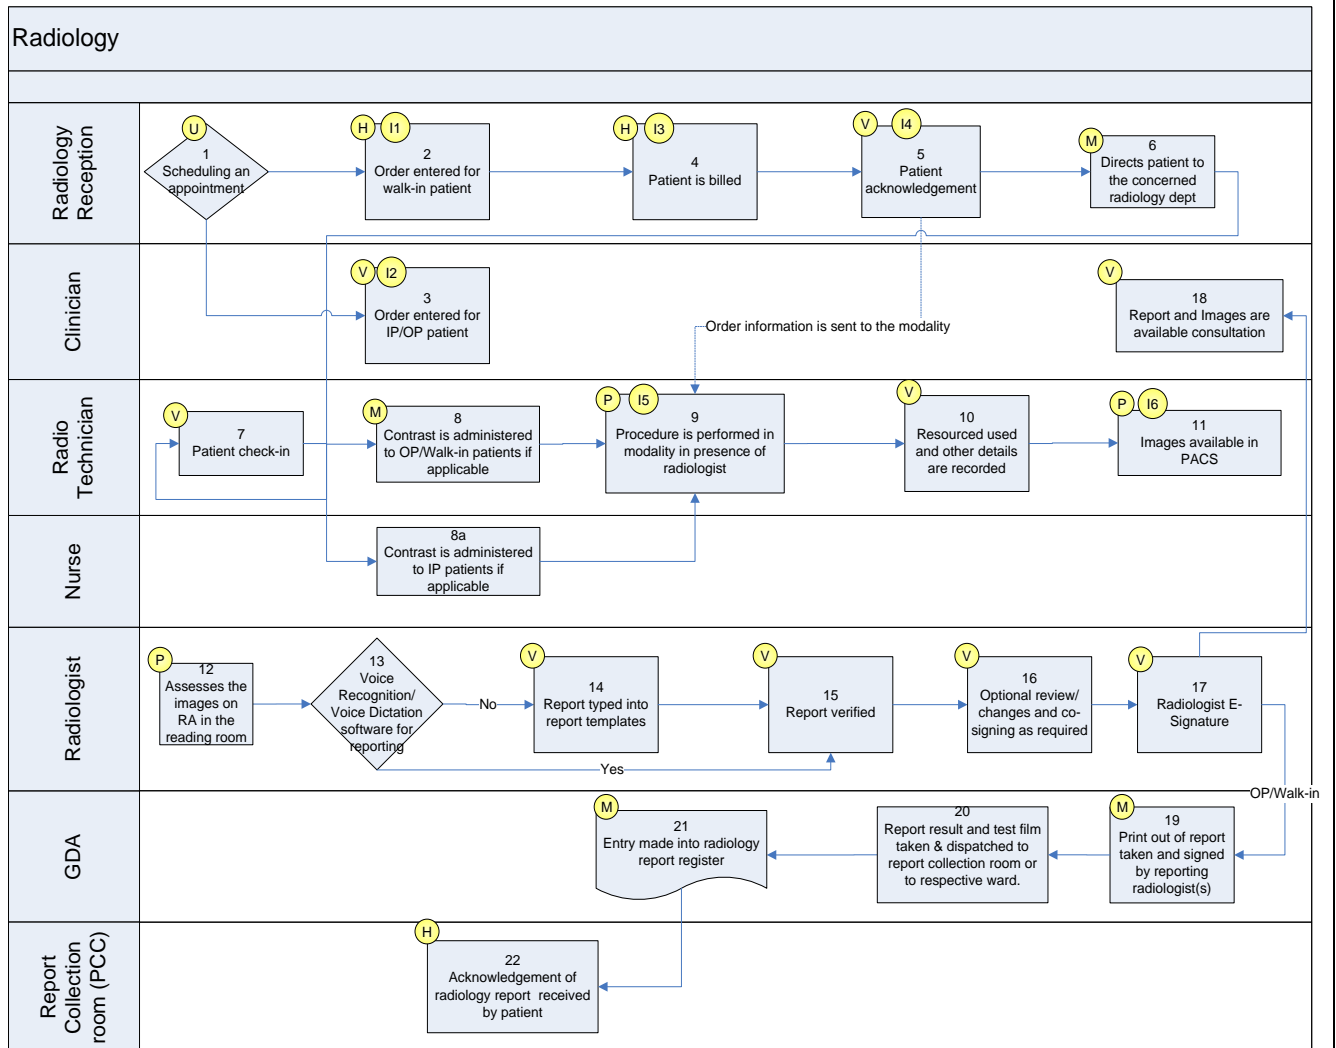 Radiology
Radiology
Reception
U
1
Scheduling an
appointment
H
I1
2
Order entered for
walk-in patient
H
I3
4
Patient is billed
V
I4
5
Patient
acknowledgement
M
6
Directs patient to
the concerned
radiology dept
Clinician
V
I2
3
Order entered for
IP/OP patient
Order information is sent to the modality
V
18
Report and Images are
available consultation
Radio
Technician
V
7
Patient check-in
M
8
Contrast is administered
to OP/Walk-in patients if
applicable
P
I5
9
Procedure is performed in
modality in presence of
radiologist
V
10
Resourced used
and other details
are recorded
P
I6
11
Images available in
PACS
Nurse
8a
Contrast is administered
to IP patients if
applicable
Radiologist
P
12
Assesses the
images on
RA in the
reading room
13
Voice
Recognition/
Voice Dictation
software for
reporting
No
Yes
V
14
Report typed into
report templates
V
15
Report verified
V
16
Optional review/
changes and co-
signing as required
V
17
Radiologist E-
Signature
OP/Walk-in
GDA
M
21
Entry made into radiology
report register
20
Report result and test film
taken & dispatched to
report collection room or
to respective ward.
M
19
Print out of report
taken and signed
by reporting
radiologist(s)
Report
Collection
room (PCC)
H
22
Acknowledgement of
radiology report received
by patient